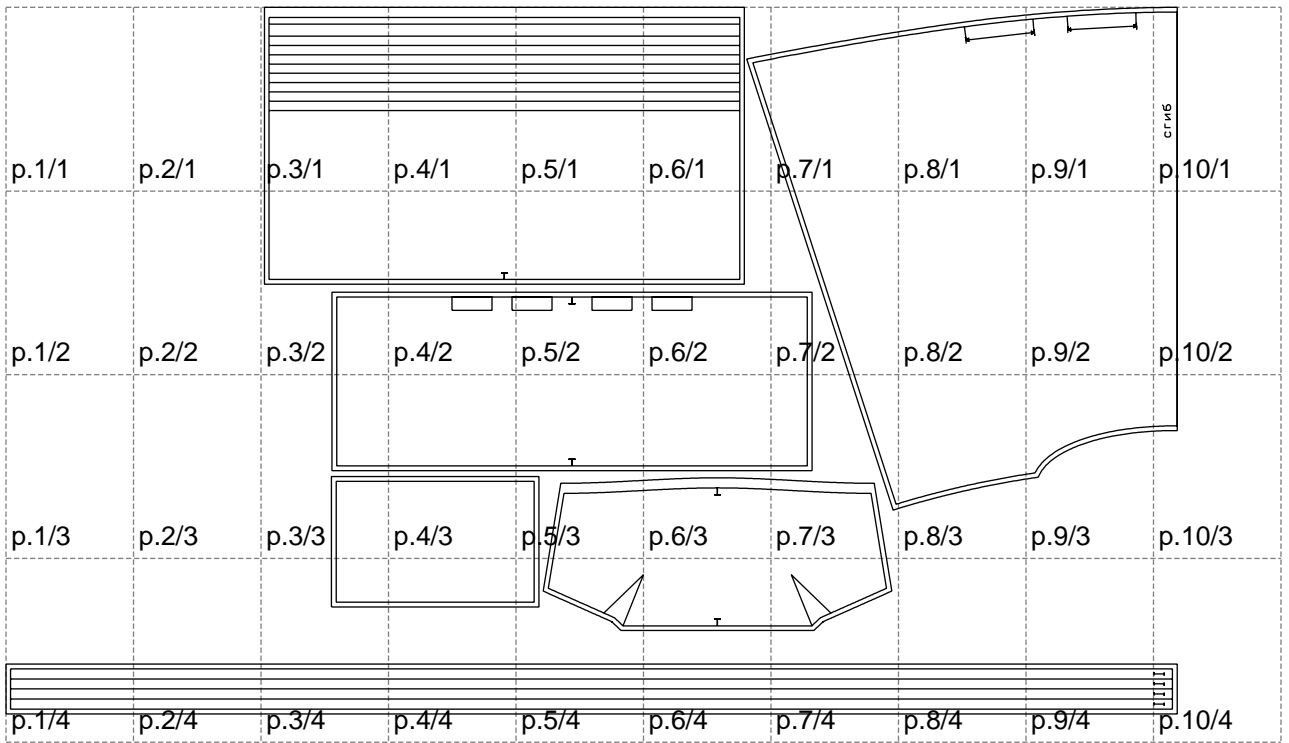 сгиб
p.1/1 p.2/1 p.3/1 p.4/1 p.5/1 p.6/1 p.7/1 p.8/1 p.9/1 p.10/1
p.1/2 p.2/2 p.3/2 p.4/2 p.5/2 p.6/2 p.7/2 p.8/2 p.9/2 p.10/2
p.1/3 p.2/3 p.3/3 p.4/3 p.5/3 p.6/3 p.7/3 p.8/3 p.9/3 p.10/3
p.1/4 p.2/4 p.3/4 p.4/4 p.5/4 p.6/4 p.7/4 p.8/4 p.9/4 p.10/4